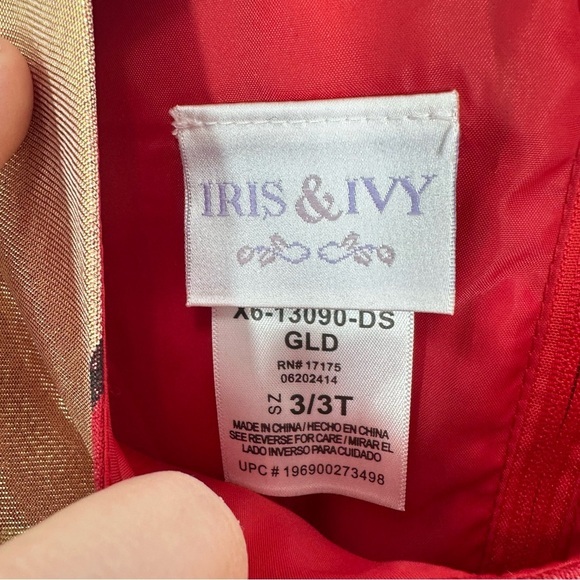 IRIS & IVY
X6-13090-DS
GLD
RN# 17175
06202414
SZ 3/3T
MADE IN CHINA / HECHO EN CHINA
SEE REVERSE FOR CARE / MIRAR EL
LADO INVERSO PARA CUIDADO
UPC # 196900273498